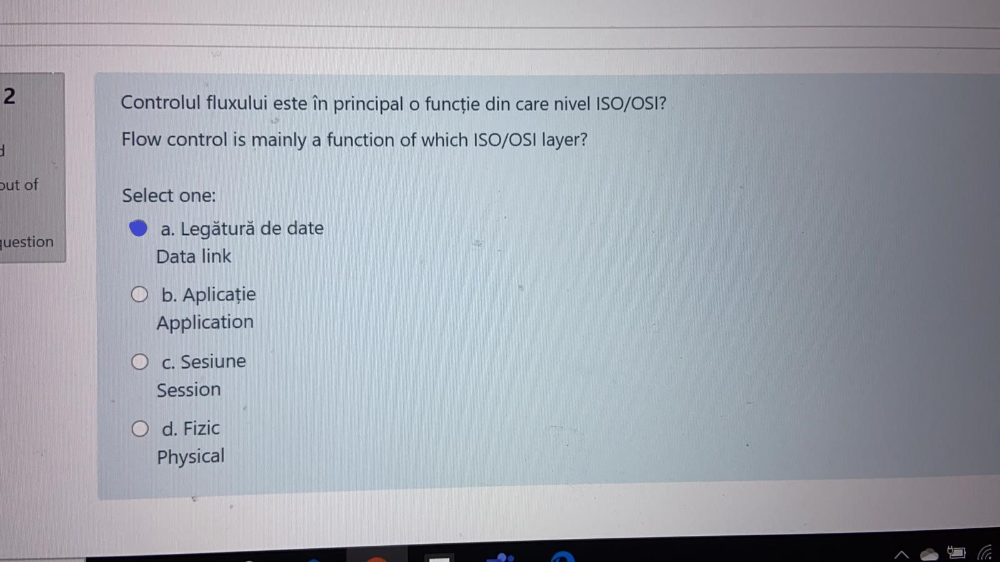 2
out of
question
Controlul fluxului este în principal o funcție din care nivel ISO/OSI?
Flow control is mainly a function of which ISO/OSI layer?
Select one:
a. Legătură de date
Data link
b. Aplicație
Application
c. Sesiune
Session
d. Fizic
Physical